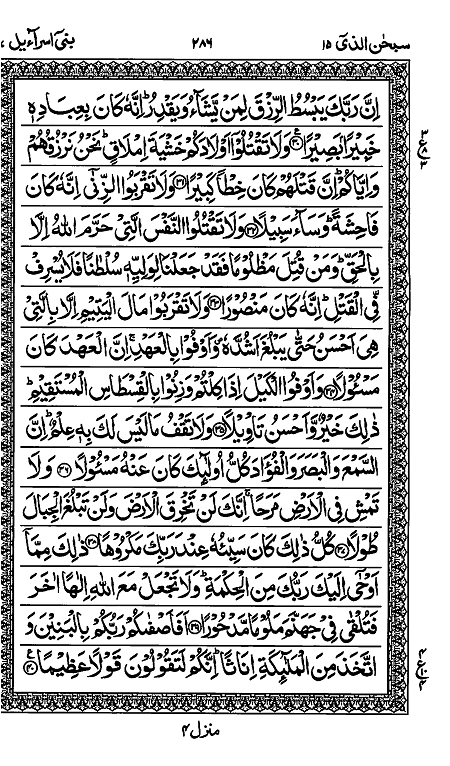 سبحٰن الذیٓ ۱۵ ۲۸۶ بنیٓ اسرآءیل ۱۷
اِنَّ رَبَّكَ يَبْسُطُ الرِّزْقَ لِمَنْ يَّشَآءُ وَيَقْدِرُ ؕ اِنَّهٗ كَانَ بِعِبَادِهٖ
خَبِيْرًۢا بَصِيْرًا ۳۰ وَلَا تَقْتُلُوْۤا اَوْلَادَكُمْ خَشْيَةَ اِمْلَاقٍ ؕ نَحْنُ نَرْزُقُهُمْ
وَاِيَّاكُمْ ؕ اِنَّ قَتْلَهُمْ كَانَ خِطْاً كَبِيْرًا ۳۱ وَلَا تَقْرَبُوا الزِّنٰٓى اِنَّهٗ كَانَ
فَاحِشَةً ؕ وَسَآءَ سَبِيْلًا ۳۲ وَلَا تَقْتُلُوا النَّفْسَ الَّتِيْ حَرَّمَ اللّٰهُ اِلَّا
بِالْحَقِّ ؕ وَمَنْ قُتِلَ مَظْلُوْمًا فَقَدْ جَعَلْنَا لِوَلِيِّهٖ سُلْطٰنًا فَلَا يُسْرِفْ
فِّي الْقَتْلِ ؕ اِنَّهٗ كَانَ مَنْصُوْرًا ۳۳ وَلَا تَقْرَبُوْا مَالَ الْيَتِيْمِ اِلَّا بِالَّتِيْ
هِيَ اَحْسَنُ حَتّٰى يَبْلُغَ اَشُدَّهٗ ۪ وَاَوْفُوْا بِالْعَهْدِ ۚ اِنَّ الْعَهْدَ كَانَ
مَسْـُٔوْلًا ۳۴ وَاَوْفُوا الْكَيْلَ اِذَا كِلْتُمْ وَزِنُوْا بِالْقِسْطَاسِ الْمُسْتَقِيْمِ ؕ
ذٰلِكَ خَيْرٌ وَّاَحْسَنُ تَاْوِيْلًا ۳۵ وَلَا تَقْفُ مَا لَيْسَ لَكَ بِهٖ عِلْمٌ ؕ اِنَّ
السَّمْعَ وَالْبَصَرَ وَالْفُؤَادَ كُلُّ اُولٰٓئِكَ كَانَ عَنْهُ مَسْـُٔوْلًا ۳۶ وَلَا
تَمْشِ فِي الْاَرْضِ مَرَحًا ۚ اِنَّكَ لَنْ تَخْرِقَ الْاَرْضَ وَلَنْ تَبْلُغَ الْجِبَالَ
طُوْلًا ۳۷ كُلُّ ذٰلِكَ كَانَ سَيِّئُهٗ عِنْدَ رَبِّكَ مَكْرُوْهًا ۳۸ ذٰلِكَ مِمَّاۤ
اَوْحٰۤى اِلَيْكَ رَبُّكَ مِنَ الْحِكْمَةِ ؕ وَلَا تَجْعَلْ مَعَ اللّٰهِ اِلٰهًا اٰخَرَ
فَتُلْقٰى فِيْ جَهَنَّمَ مَلُوْمًا مَّدْحُوْرًا ۳۹ اَفَاَصْفٰىكُمْ رَبُّكُمْ بِالْبَنِيْنَ وَ
اتَّخَذَ مِنَ الْمَلٰٓئِكَةِ اِنَاثًا ؕ اِنَّكُمْ لَتَقُوْلُوْنَ قَوْلًا عَظِيْمًا ۴۰
منزل ۴